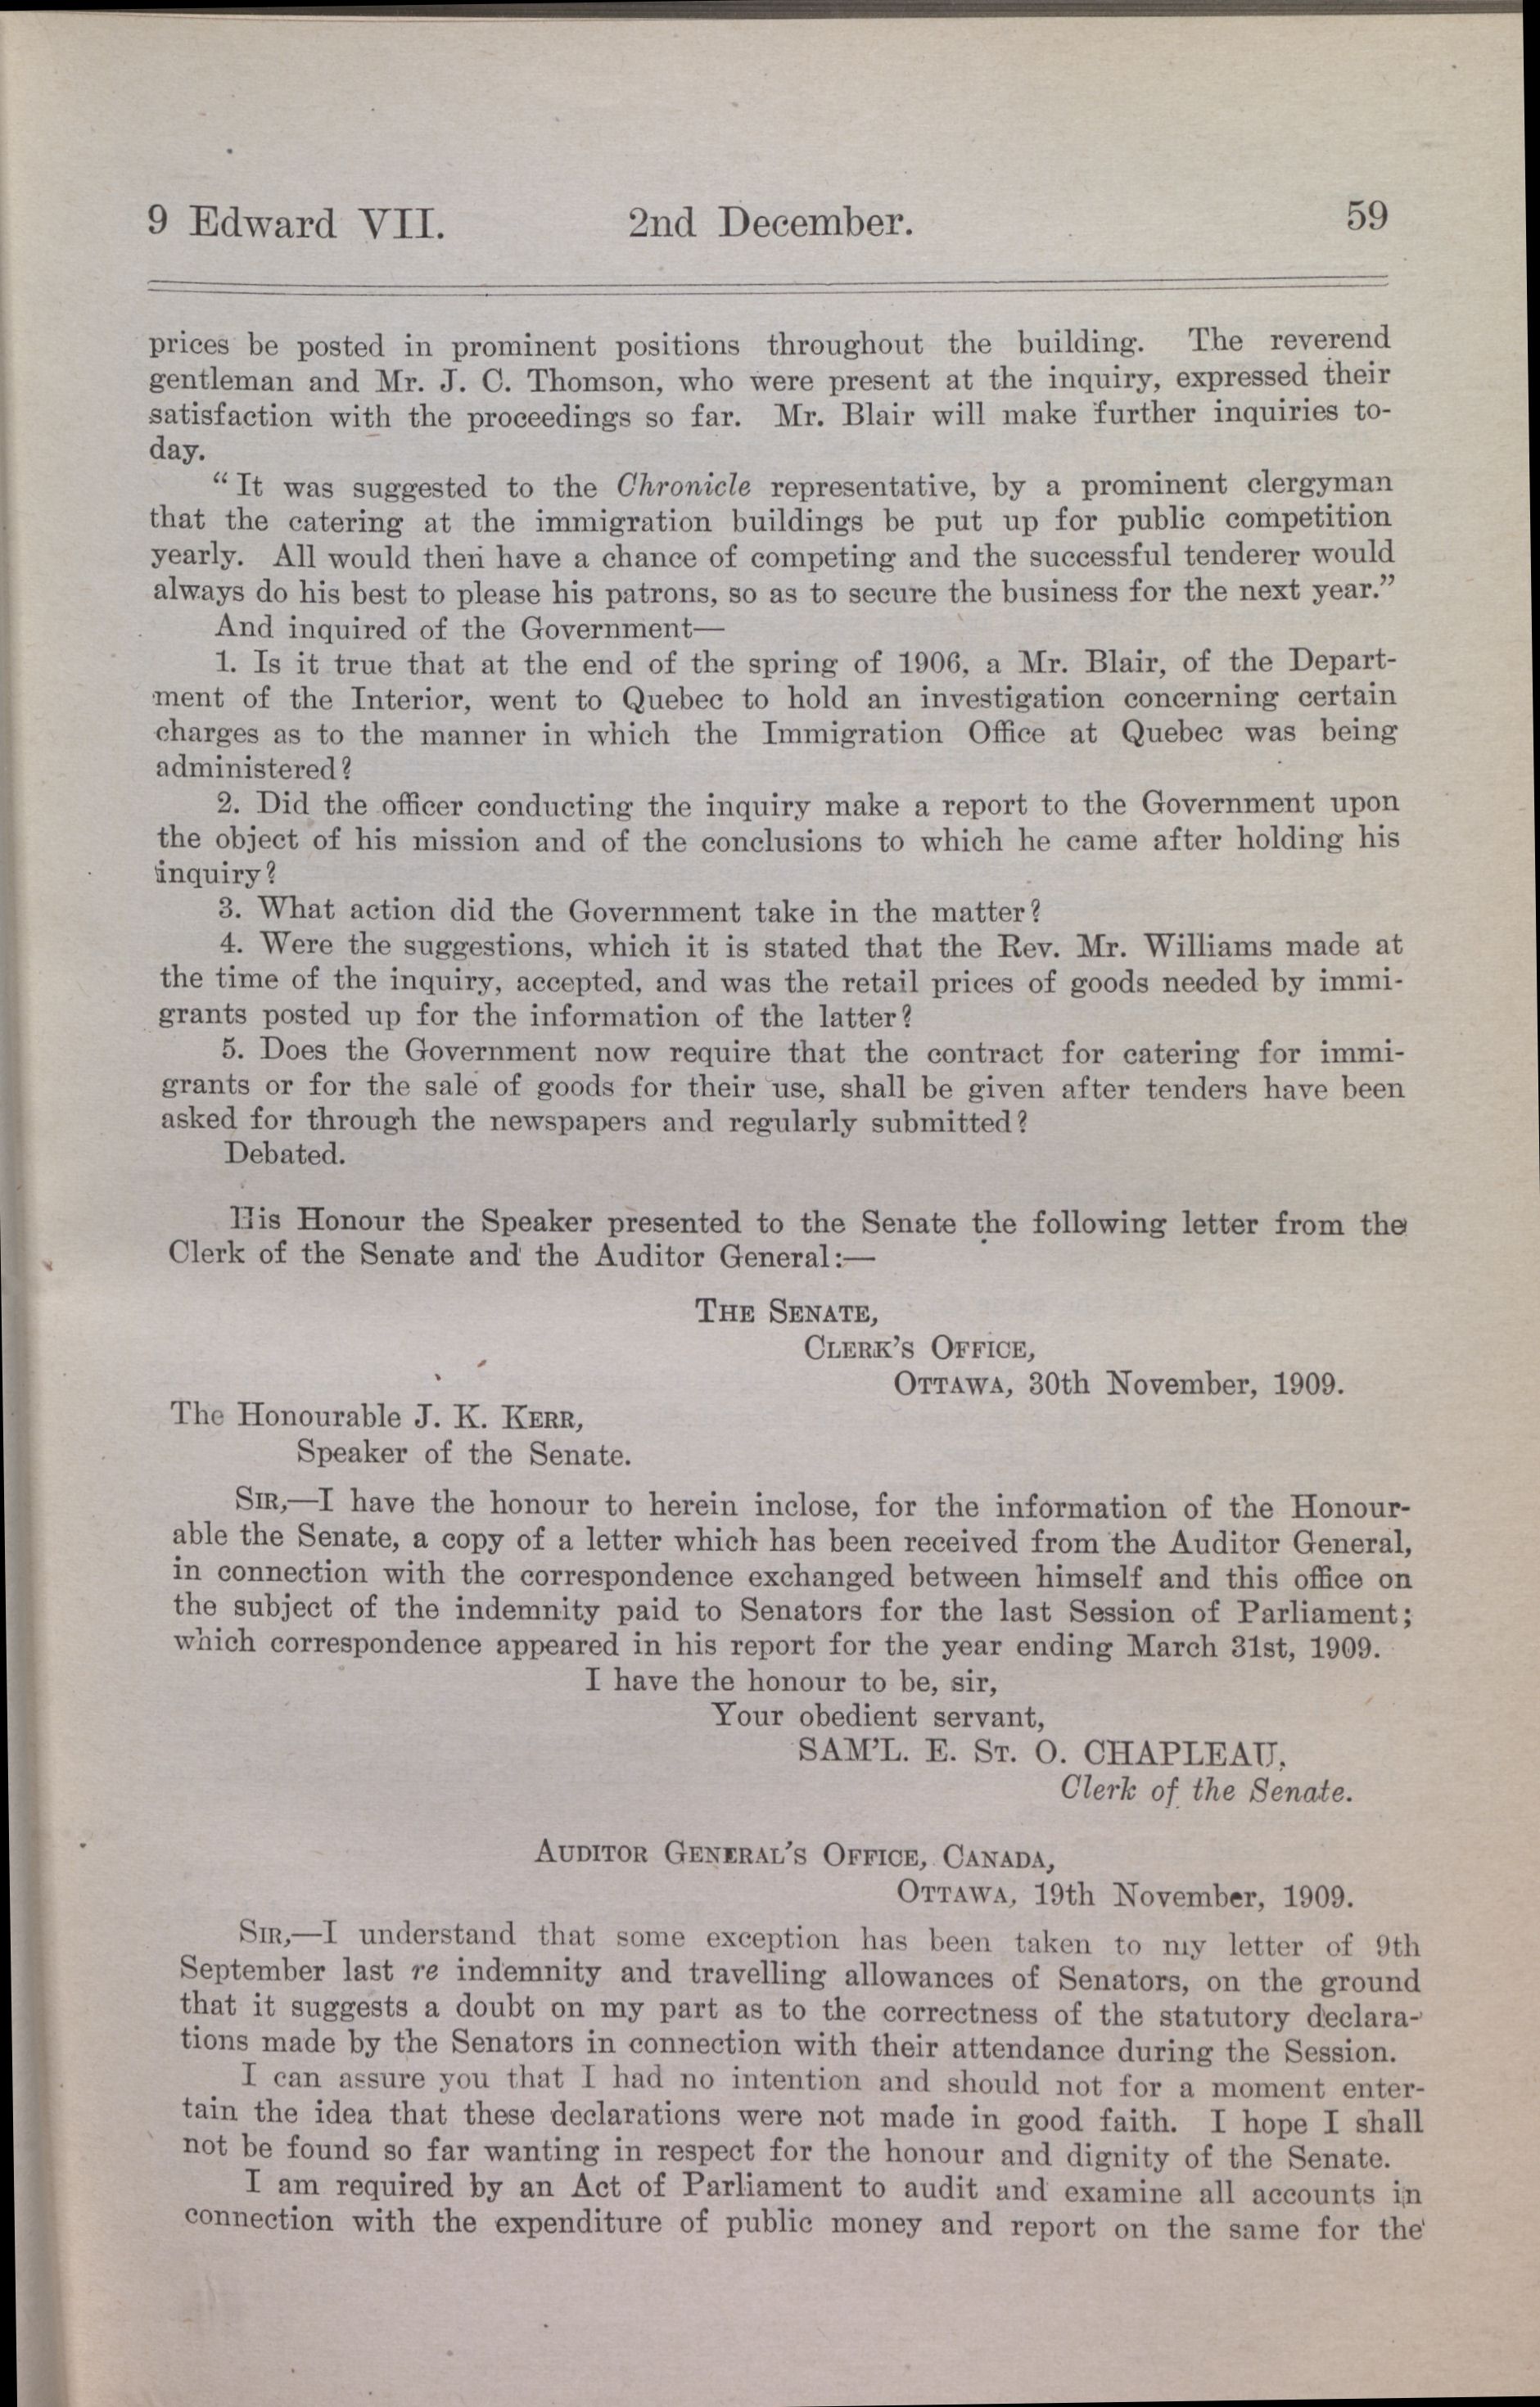 9 Edward VII. 2nd December. 59
prices be posted in prominent positions throughout the building. The reverend
gentleman and Mr. J. C. Thomson, who were present at the inquiry, expressed their
satisfaction with the proceedings so far. Mr. Blair will make further inquiries to-
day.
“It was suggested to the Chronicle representative, by a prominent clergyman
that the catering at the immigration buildings be put up for public competition
yearly. All would then have a chance of competing and the successful tenderer would
always do his best to please his patrons, so as to secure the business for the next year.”
And inquired of the Government—
1. Is it true that at the end of the spring of 1906, a Mr. Blair, of the Depart-
ment of the Interior, went to Quebec to hold an investigation concerning certain
charges as to the manner in which the Immigration Office at Quebec was being
administered?
2. Did the officer conducting the inquiry make a report to the Government upon
the object of his mission and of the conclusions to which he came after holding his
inquiry?
3. What action did the Government take in the matter?
4. Were the suggestions, which it is stated that the Rev. Mr. Williams made at
the time of the inquiry, accepted, and was the retail prices of goods needed by immi-
grants posted up for the information of the latter?
5. Does the Government now require that the contract for catering for immi-
grants or for the sale of goods for their use, shall be given after tenders have been
asked for through the newspapers and regularly submitted?
Debated.
His Honour the Speaker presented to the Senate the following letter from the
Clerk of the Senate and the Auditor General:—
THE SENATE,
CLERK'S OFFICE,
OTTAWA, 30th November, 1909.
The Honourable J. K. KERR,
Speaker of the Senate.
SIR,—I have the honour to herein inclose, for the information of the Honour-
able the Senate, a copy of a letter which has been received from the Auditor General,
in connection with the correspondence exchanged between himself and this office on
the subject of the indemnity paid to Senators for the last Session of Parliament;
which correspondence appeared in his report for the year ending March 31st, 1909.
I have the honour to be, sir,
Your obedient servant,
SAM'L. E. ST. O. CHAPLEAU,
Clerk of the Senate.
AUDITOR GENERAL'S OFFICE, CANADA,
OTTAWA, 19th November, 1909.
SIR,—I understand that some exception has been taken to my letter of 9th
September last re indemnity and travelling allowances of Senators, on the ground
that it suggests a doubt on my part as to the correctness of the statutory declara-
tions made by the Senators in connection with their attendance during the Session.
I can assure you that I had no intention and should not for a moment enter-
tain the idea that these declarations were not made in good faith. I hope I shall
not be found so far wanting in respect for the honour and dignity of the Senate.
I am required by an Act of Parliament to audit and examine all accounts in
connection with the expenditure of public money and report on the same for the